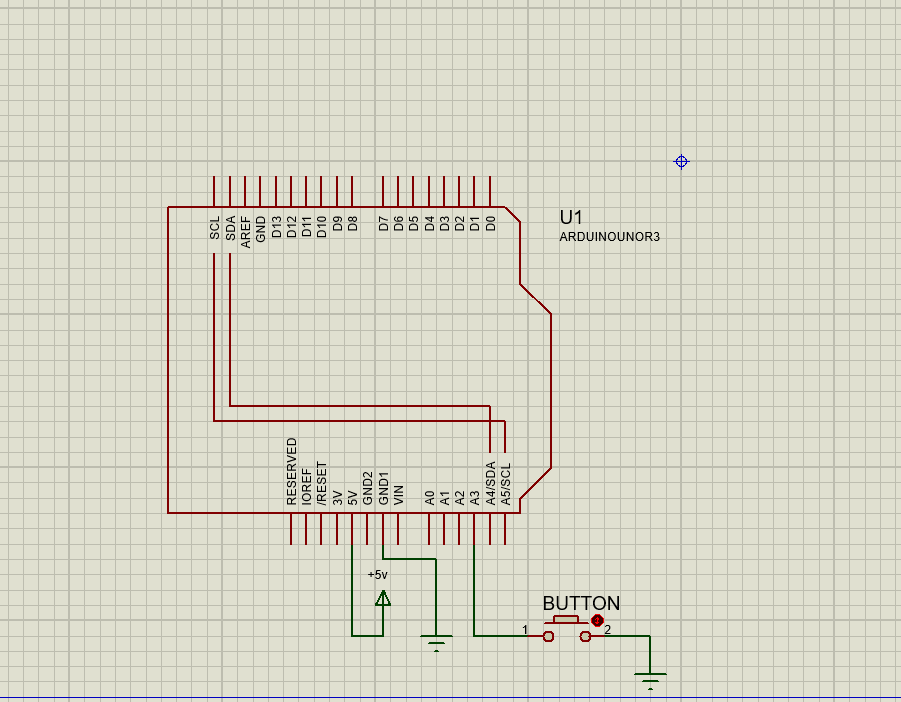 SCL
SDA
AREF
GND
D13
D12
D11
D10
D9
D8
D7
D6
D5
D4
D3
D2
D1
D0
U1
ARDUINOUNOR3
RESERVED
IOREF
/RESET
3V
5V
GND2
GND1
VIN
A0
A1
A2
A3
A4/SDA
A5/SCL
+5v
BUTTON
1
2